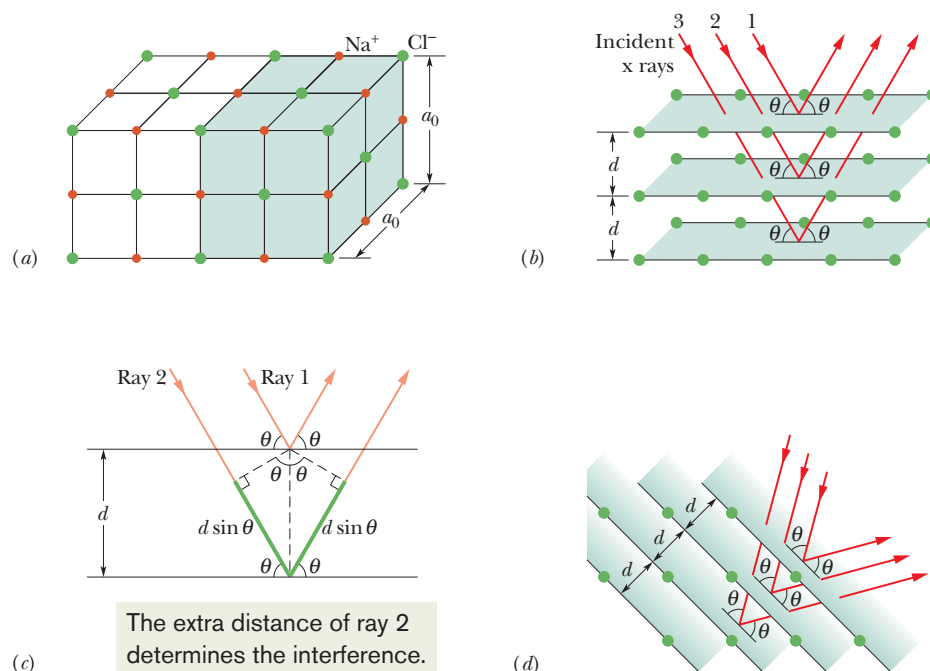 Na⁺ Cl⁻
a₀
a₀
(a)
3 2 1
Incident
x rays
θ θ
d
θ θ
d
θ θ
(b)
Ray 2 Ray 1
θ θ
θ θ
d
d sin θ d sin θ
θ θ
The extra distance of ray 2
determines the interference.
(c)
d
d
d
θ
θ
θ
θ
θ
θ
(d)